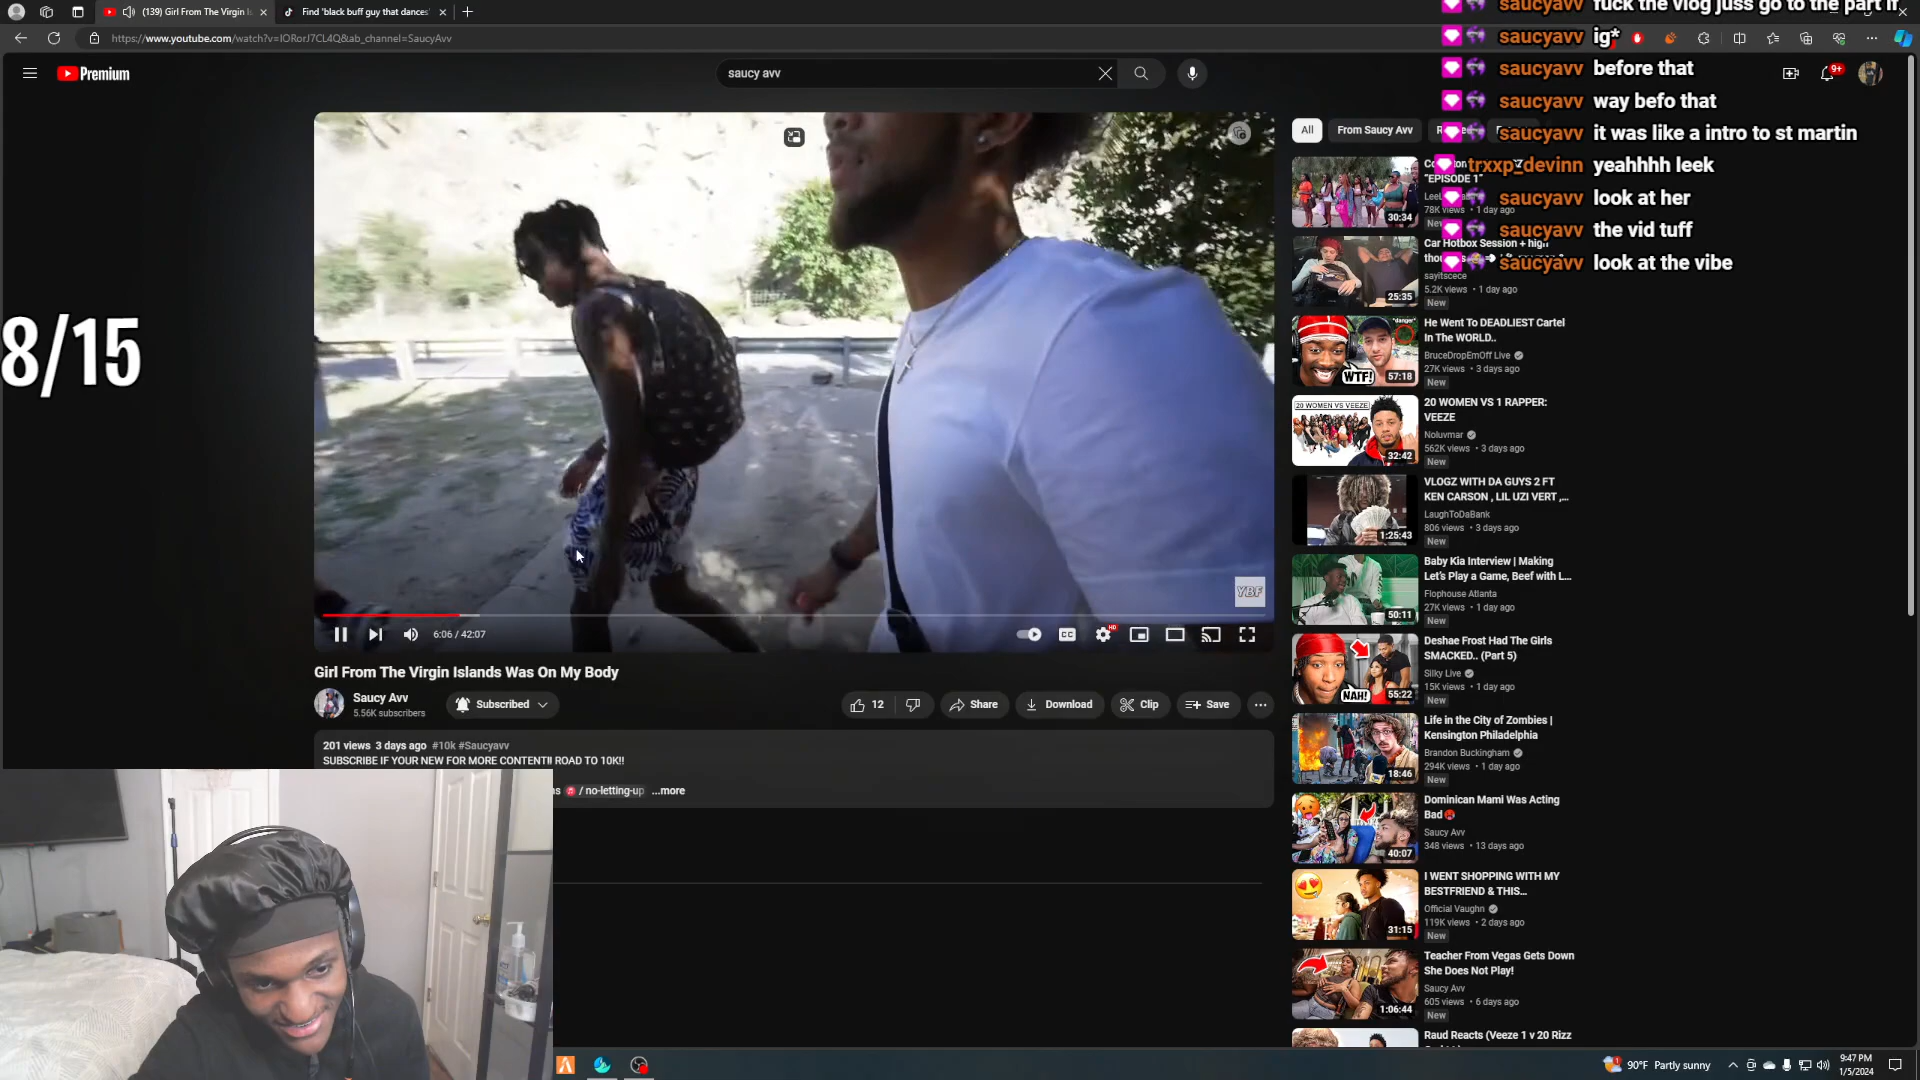 (139) Girl From The Virgin Is
Find 'black buff guy that dances'
https://www.youtube.com/watch?v=IORorJ7CL4Q&ab_channel=SaucyAvv
Premium
saucy avv
9+
saucyavv fuck the vlog juss go to the part if
saucyavv ig*
saucyavv before that
saucyavv way befo that
saucyavv it was like a intro to st martin
trxxp_devinn yeahhhh leek
saucyavv look at her
saucyavv the vid tuff
saucyavv look at the vibe
8/15
YBF
6:06 / 42:07
CC
HD
Girl From The Virgin Islands Was On My Body
Saucy Avv
5.56K subscribers
Subscribed
12
Share
Download
Clip
Save
201 views 3 days ago #10k #Saucyavv
SUBSCRIBE IF YOUR NEW FOR MORE CONTENT!! ROAD TO 10K!!
/ no-letting-up ...more
All
From Saucy Avv
"EPISODE 1"
78K views • 1 day ago
30:34
Car Hotbox Session + high
sayitscece
5.2K views • 1 day ago
New
25:35
He Went To DEADLIEST Cartel
In The WORLD..
BruceDropEmOff Live
27K views • 3 days ago
New
WTF!
57:18
20 WOMEN VS 1 RAPPER:
VEEZE
Noluvmar
562K views • 3 days ago
New
20 WOMEN VS VEEZE
32:42
VLOGZ WITH DA GUYS 2 FT
KEN CARSON , LIL UZI VERT ,...
LaughToDaBank
806 views • 3 days ago
New
1:25:43
Baby Kia Interview | Making
Let's Play a Game, Beef with L...
Flophouse Atlanta
27K views • 1 day ago
New
50:11
Deshae Frost Had The Girls
SMACKED.. (Part 5)
Silky Live
15K views • 1 day ago
New
NAH!
55:22
Life in the City of Zombies |
Kensington Philadelphia
Brandon Buckingham
294K views • 1 day ago
New
18:46
Dominican Mami Was Acting
Bad
Saucy Avv
348 views • 13 days ago
40:07
I WENT SHOPPING WITH MY
BESTFRIEND & THIS...
Official Vaughn
119K views • 2 days ago
New
31:15
Teacher From Vegas Gets Down
She Does Not Play!
Saucy Avv
605 views • 6 days ago
New
1:06:44
Raud Reacts (Veeze 1 v 20 Rizz
90°F Partly sunny
9:47 PM
1/5/2024